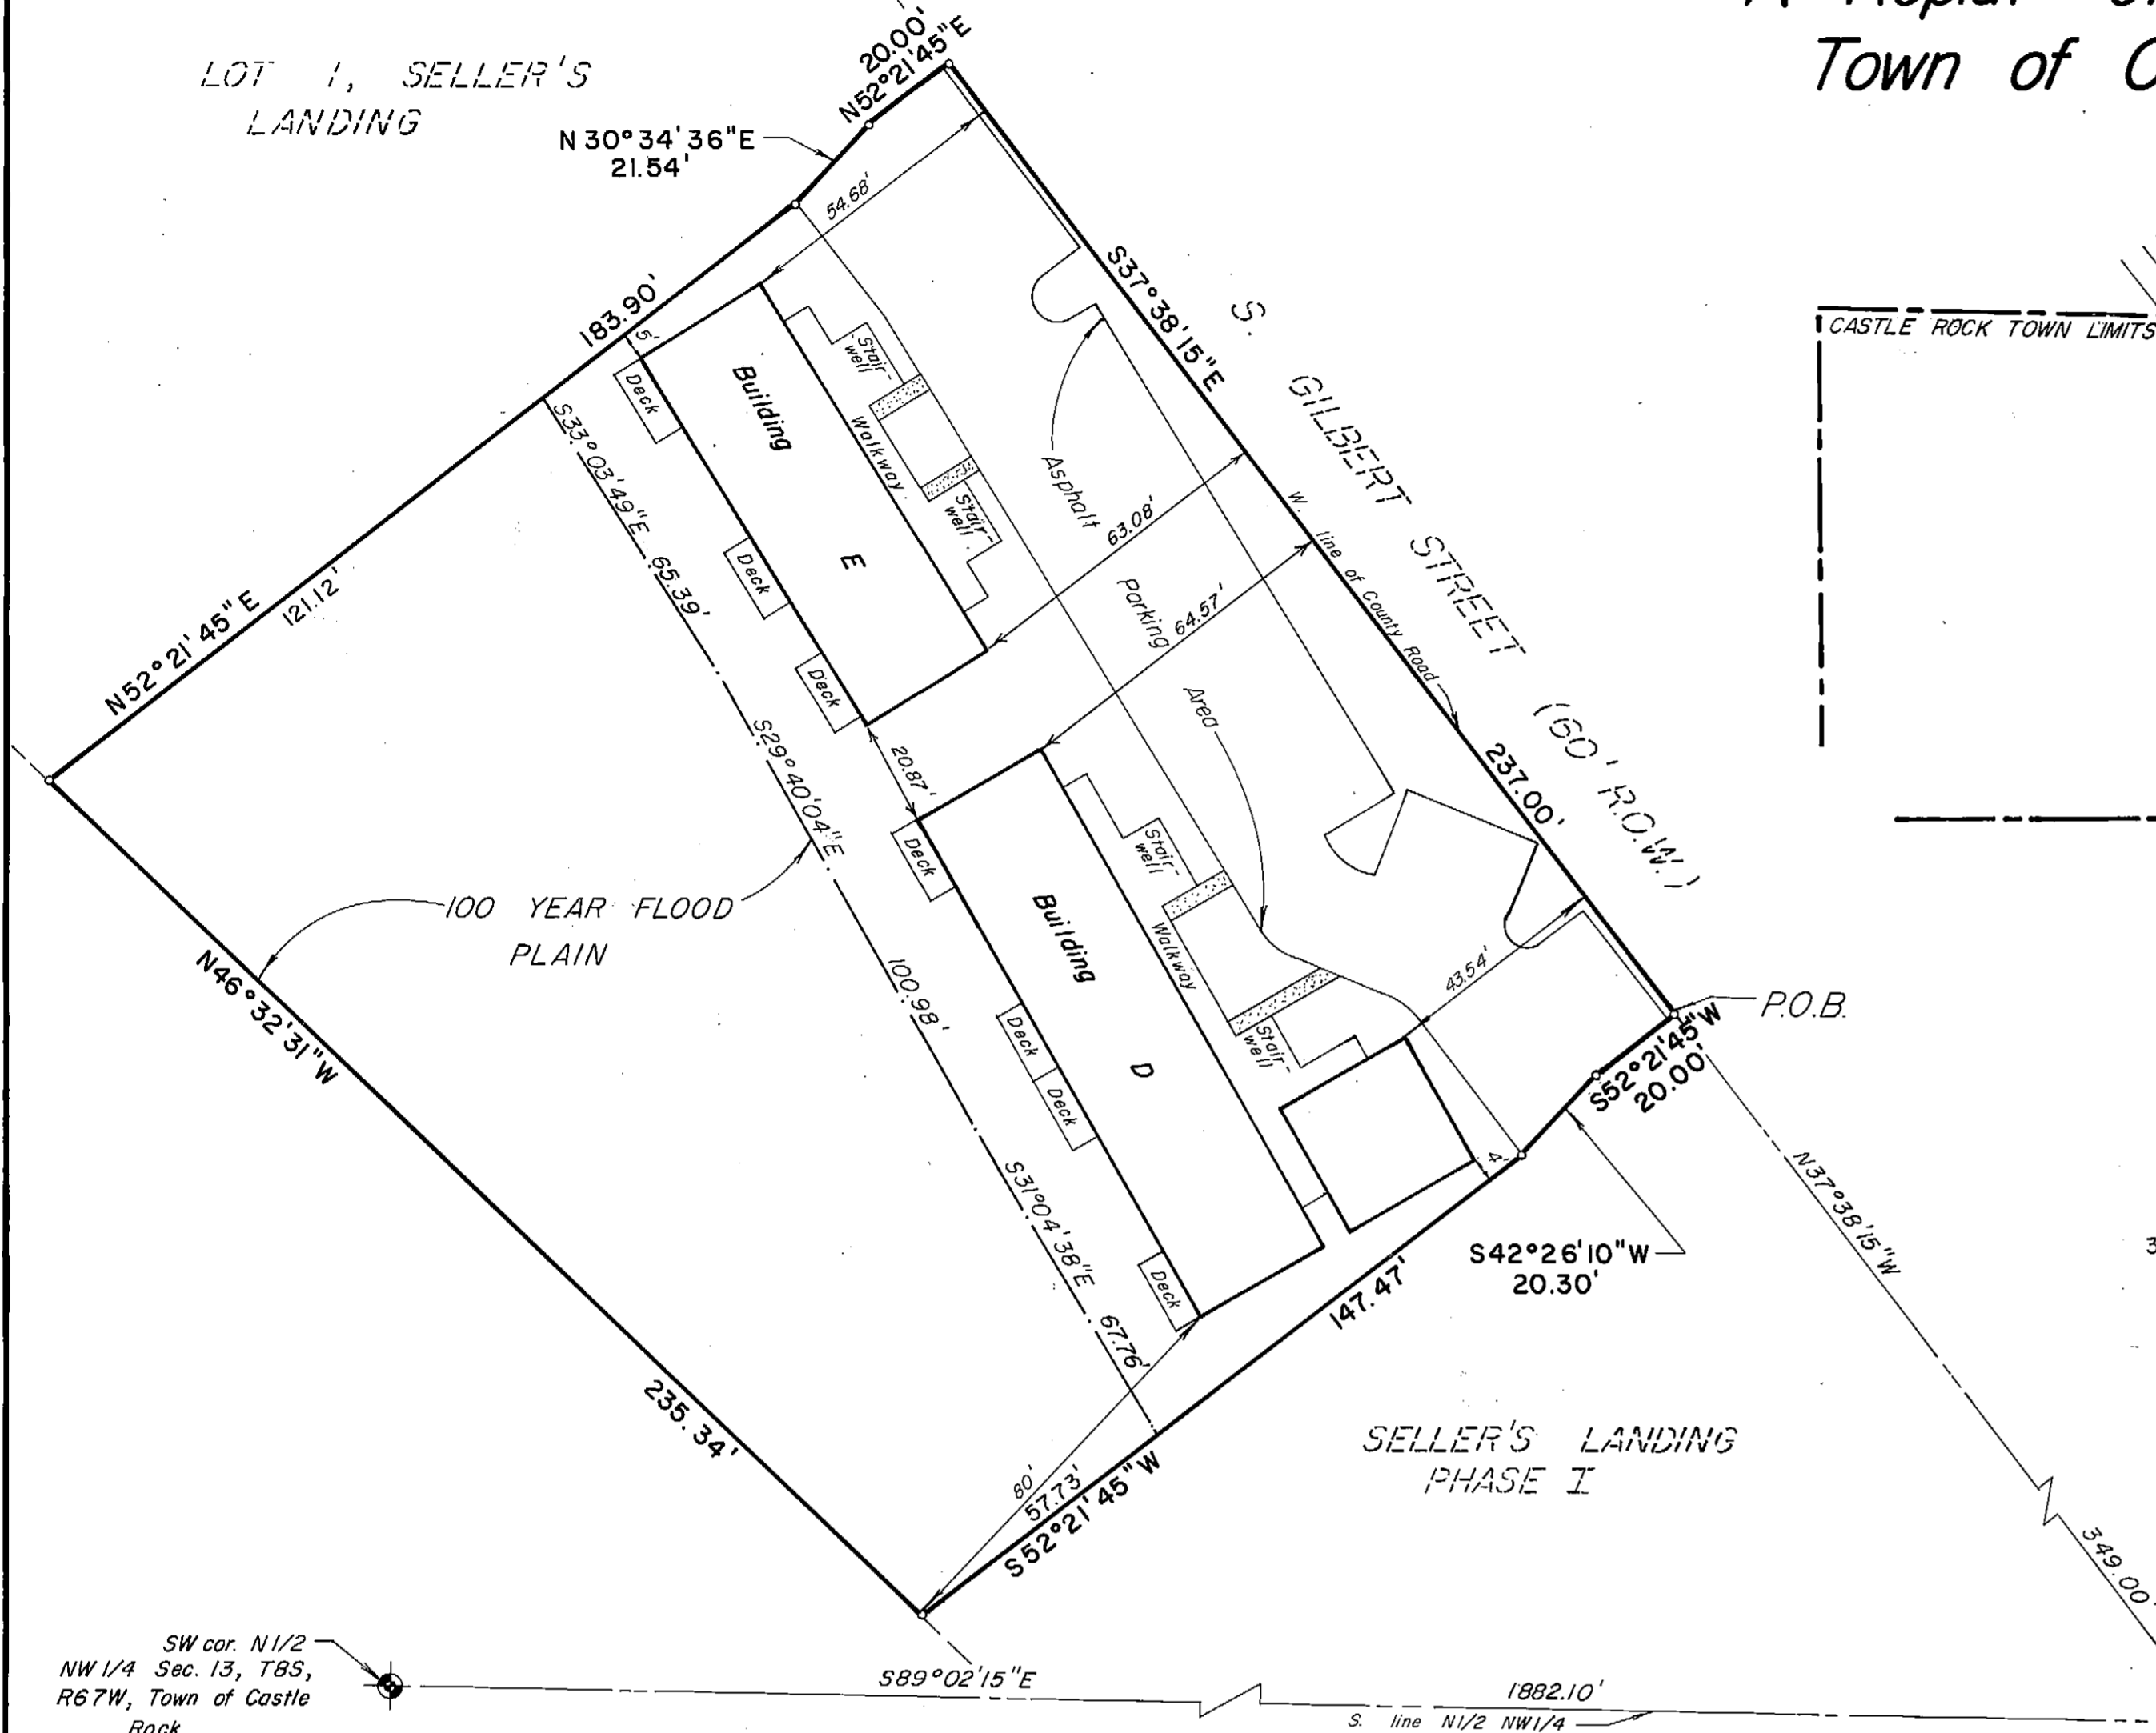 Town of
LOT 1, SELLER'S
LANDING
20.00'
N52°21'45"E
N 30°34'36"E
21.54'
54.68'
183.90'
5'
S37°38'15"E
S. GILBERT STREET (60' R.O.W.)
CASTLE ROCK TOWN LIMITS
Deck
Building
E
Stair-
well
Walkway
Stair-
well
Asphalt
63.08'
W. line of County Road
S33°03'49"E 65.39'
Deck
Parking
64.57'
N52°21'45"E
121.12'
Deck
Area
237.00'
S29°40'04"E
100.98'
20.87'
Deck
Building
D
Stair-
well
Walkway
100 YEAR FLOOD
PLAIN
N46°32'31"W
235.34'
Deck
Deck
Stair-
well
43.54'
P.O.B.
S52°21'45"W
20.00'
4'
S42°26'10"W
20.30'
N37°38'15"W
349.00
S31°04'38"E 67.76'
Deck
147.47'
80'
57.73'
S52°21'45"W
SELLER'S LANDING
PHASE I
SW cor. N1/2
NW1/4 Sec. 13, T8S,
R67W, Town of Castle
Rock
S89°02'15"E
1882.10'
S. line N1/2 NW1/4